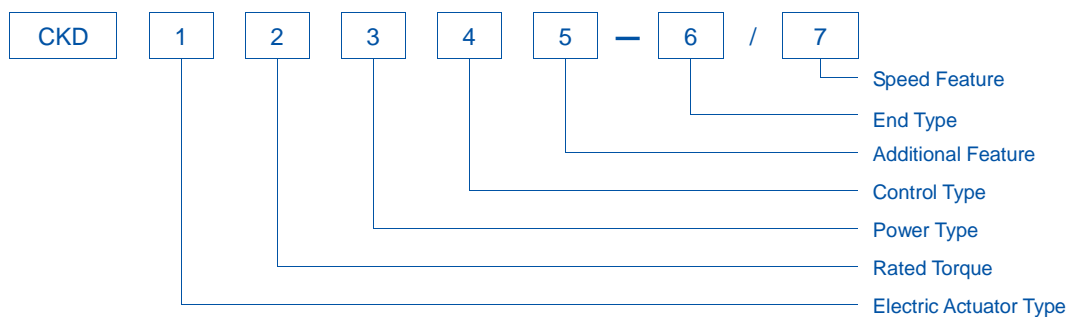 CKD 1 2 3 4 5 — 6 / 7
Speed Feature
End Type
Additional Feature
Control Type
Power Type
Rated Torque
Electric Actuator Type